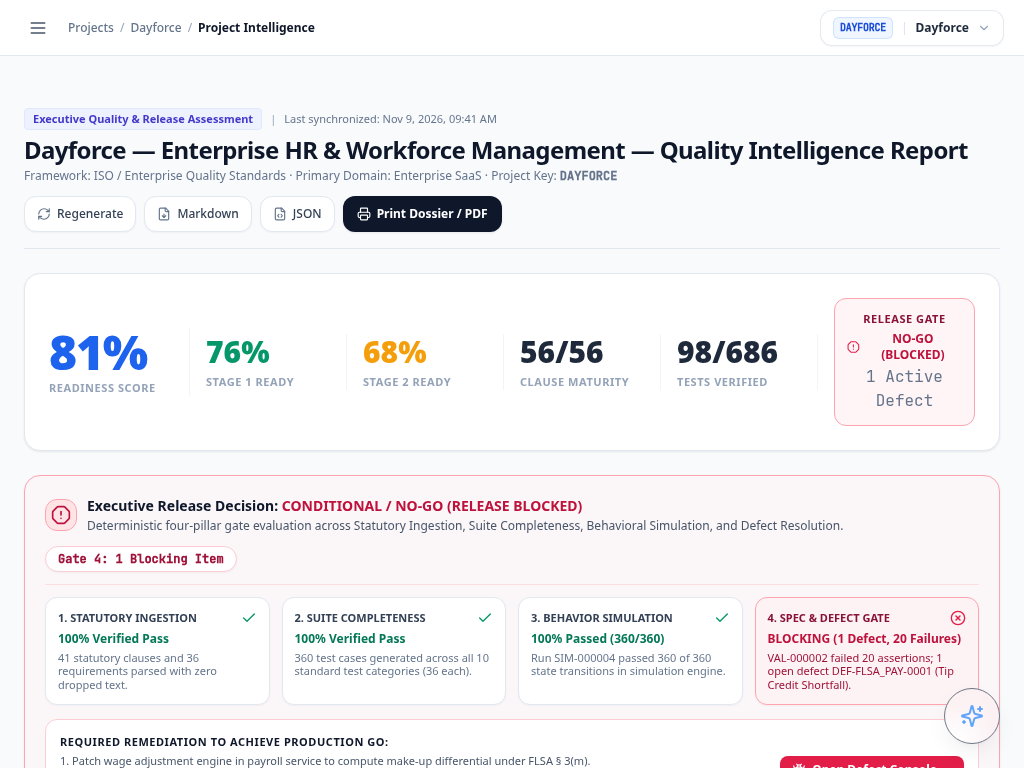 Projects / Dayforce / Project Intelligence
DAYFORCE Dayforce
Executive Quality & Release Assessment | Last synchronized: Nov 9, 2026, 09:41 AM
Dayforce — Enterprise HR & Workforce Management — Quality Intelligence Report
Framework: ISO / Enterprise Quality Standards · Primary Domain: Enterprise SaaS · Project Key: DAYFORCE
Regenerate Markdown JSON Print Dossier / PDF
81%
READINESS SCORE
76%
STAGE 1 READY
68%
STAGE 2 READY
56/56
CLAUSE MATURITY
98/686
TESTS VERIFIED
RELEASE GATE
NO-GO
(BLOCKED)
1 Active
Defect
Executive Release Decision: CONDITIONAL / NO-GO (RELEASE BLOCKED)
Deterministic four-pillar gate evaluation across Statutory Ingestion, Suite Completeness, Behavioral Simulation, and Defect Resolution.
Gate 4: 1 Blocking Item
1. STATUTORY INGESTION
100% Verified Pass
41 statutory clauses and 36
requirements parsed with zero
dropped text.
2. SUITE COMPLETENESS
100% Verified Pass
360 test cases generated across all 10
standard test categories (36 each).
3. BEHAVIOR SIMULATION
100% Passed (360/360)
Run SIM-000004 passed 360 of 360
state transitions in simulation engine.
4. SPEC & DEFECT GATE
BLOCKING (1 Defect, 20 Failures)
VAL-000002 failed 20 assertions; 1
open defect DEF-FLSA_PAY-0001 (Tip
Credit Shortfall).
REQUIRED REMEDIATION TO ACHIEVE PRODUCTION GO:
1. Patch wage adjustment engine in payroll service to compute make-up differential under FLSA § 3(m).
Open Defect Console